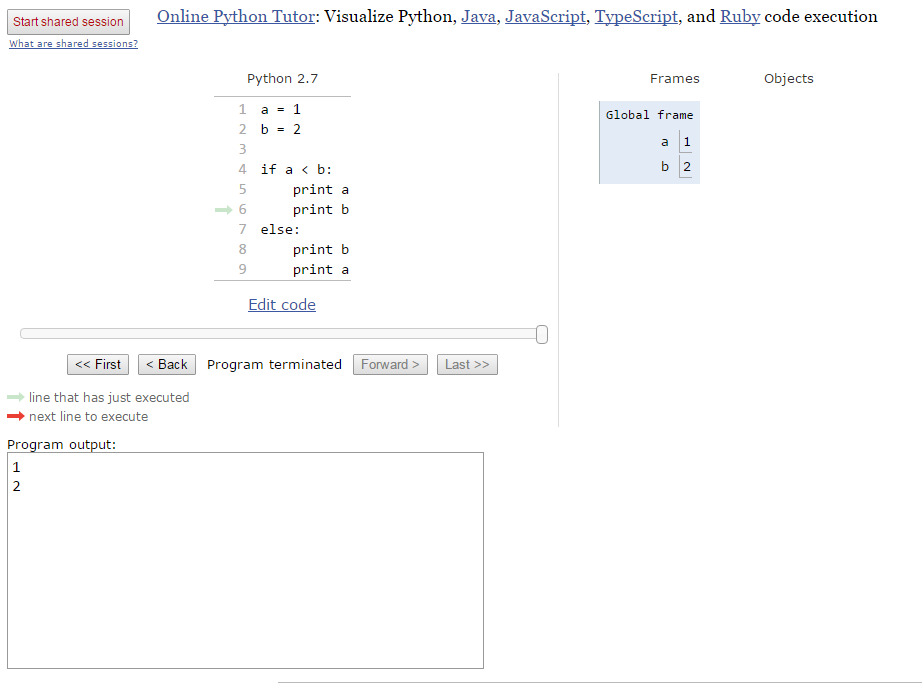 Start shared session
What are shared sessions?
Online Python Tutor: Visualize Python, Java, JavaScript, TypeScript, and Ruby code execution
Python 2.7
1 a = 1
2 b = 2
3
4 if a < b:
5     print a
6     print b
7 else:
8     print b
9     print a
Edit code
<< First < Back Program terminated Forward > Last >>
line that has just executed
next line to execute
Frames Objects
Global frame
a 1
b 2
Program output:
1
2